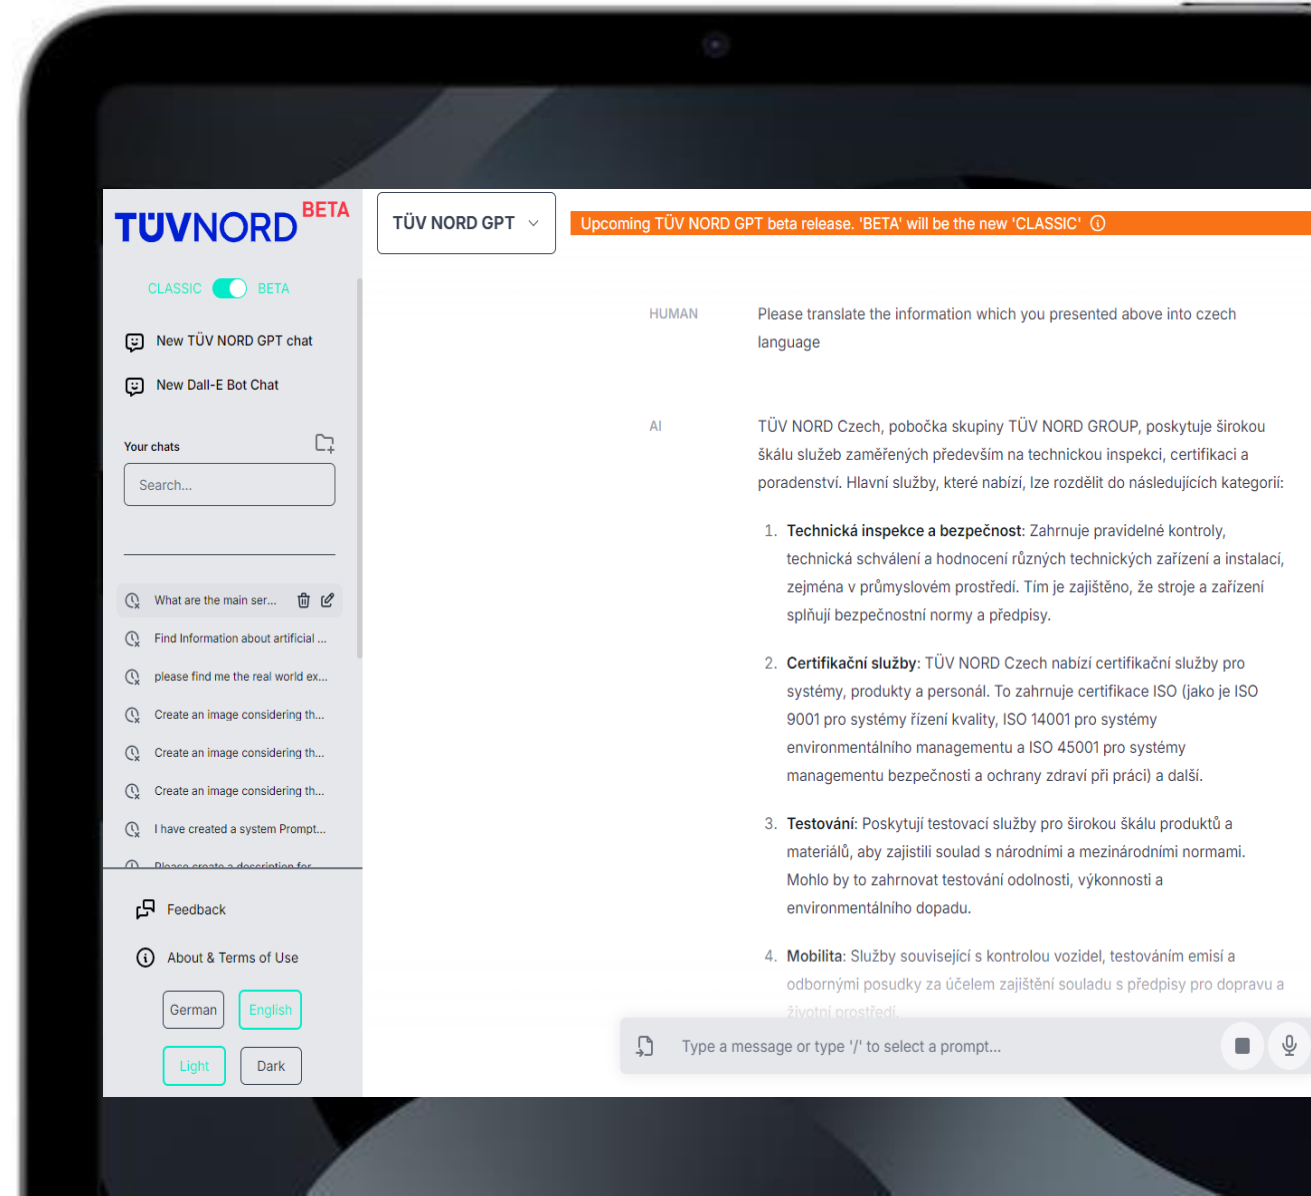 TÜVNORD BETA
CLASSIC BETA
New TÜV NORD GPT chat
New Dall-E Bot Chat
Your chats
Search...
What are the main ser...
Find Information about artificial ...
please find me the real world ex...
Create an image considering th...
Create an image considering th...
Create an image considering th...
I have created a system Prompt...
Please create a description for
Feedback
About & Terms of Use
German English
Light Dark
TÜV NORD GPT
Upcoming TÜV NORD GPT beta release. 'BETA' will be the new 'CLASSIC'
HUMAN
Please translate the information which you presented above into czech
language
AI
TÜV NORD Czech, pobočka skupiny TÜV NORD GROUP, poskytuje širokou
škálu služeb zaměřených především na technickou inspekci, certifikaci a
poradenství. Hlavní služby, které nabízí, lze rozdělit do následujících kategorií:
1. Technická inspekce a bezpečnost: Zahrnuje pravidelné kontroly,
technická schválení a hodnocení různých technických zařízení a instalací,
zejména v průmyslovém prostředí. Tím je zajištěno, že stroje a zařízení
splňují bezpečnostní normy a předpisy.
2. Certifikační služby: TÜV NORD Czech nabízí certifikační služby pro
systémy, produkty a personál. To zahrnuje certifikace ISO (jako je ISO
9001 pro systémy řízení kvality, ISO 14001 pro systémy
environmentálního managementu a ISO 45001 pro systémy
managementu bezpečnosti a ochrany zdraví při práci) a další.
3. Testování: Poskytují testovací služby pro širokou škálu produktů a
materiálů, aby zajistili soulad s národními a mezinárodními normami.
Mohlo by to zahrnovat testování odolnosti, výkonnosti a
environmentálního dopadu.
4. Mobilita: Služby související s kontrolou vozidel, testováním emisí a
odbornými posudky za účelem zajištění souladu s předpisy pro dopravu a
životní prostředí.
Type a message or type '/' to select a prompt...